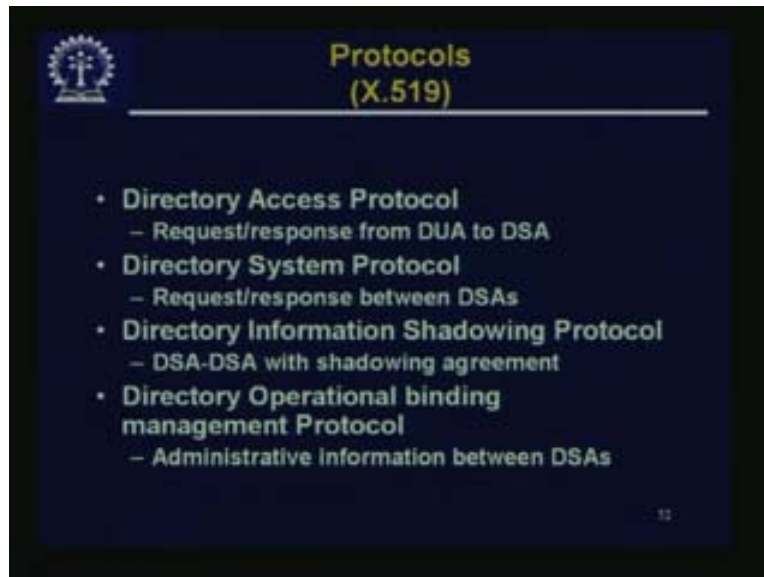 Protocols
(X.519)
• Directory Access Protocol
– Request/response from DUA to DSA
• Directory System Protocol
– Request/response between DSAs
• Directory Information Shadowing Protocol
– DSA-DSA with shadowing agreement
• Directory Operational binding
management Protocol
– Administrative Information between DSAs